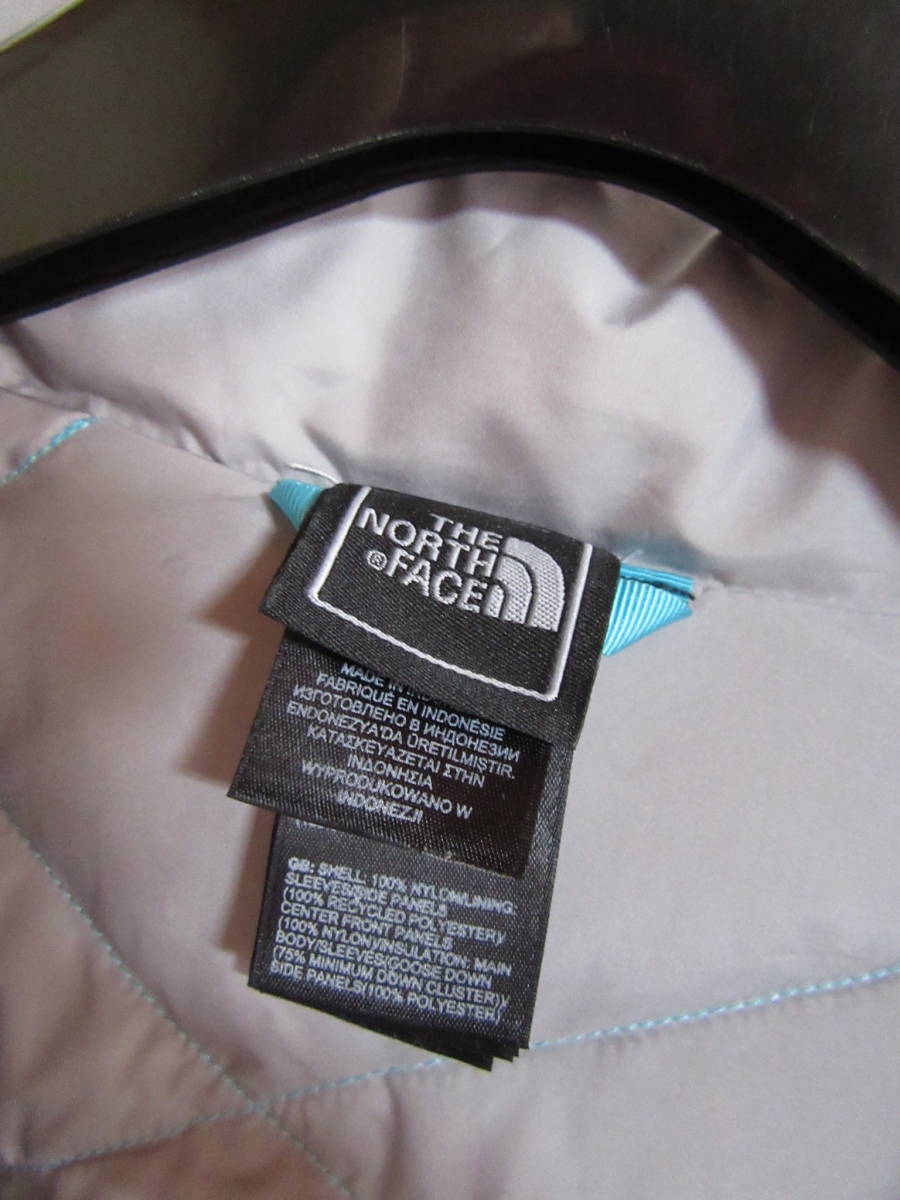 THE
NORTH
FACE
®
MADE IN
FABRIQUÉ EN INDONÉSIE
ИЗГОТОВЛЕНО В ИНДОНЕЗИИ
ENDONEZYA'DA ÜRETILMIŞTIR.
ΚΑΤΑΣΚΕΥΑΖΕΤΑΙ ΣΤΗΝ
ΙΝΔΟΝΗΣΙΑ
WYPRODUKOWANO W
INDONEZJI
GB: SHELL: 100% NYLON/LINING:
SLEEVES/SIDE PANELS
(100% RECYCLED POLYESTER)/
CENTER FRONT PANELS
(100% NYLON)/INSULATION: MAIN
BODY/SLEEVES(GOOSE DOWN
(75% MINIMUM DOWN CLUSTER))/
SIDE PANELS(100% POLYESTER)